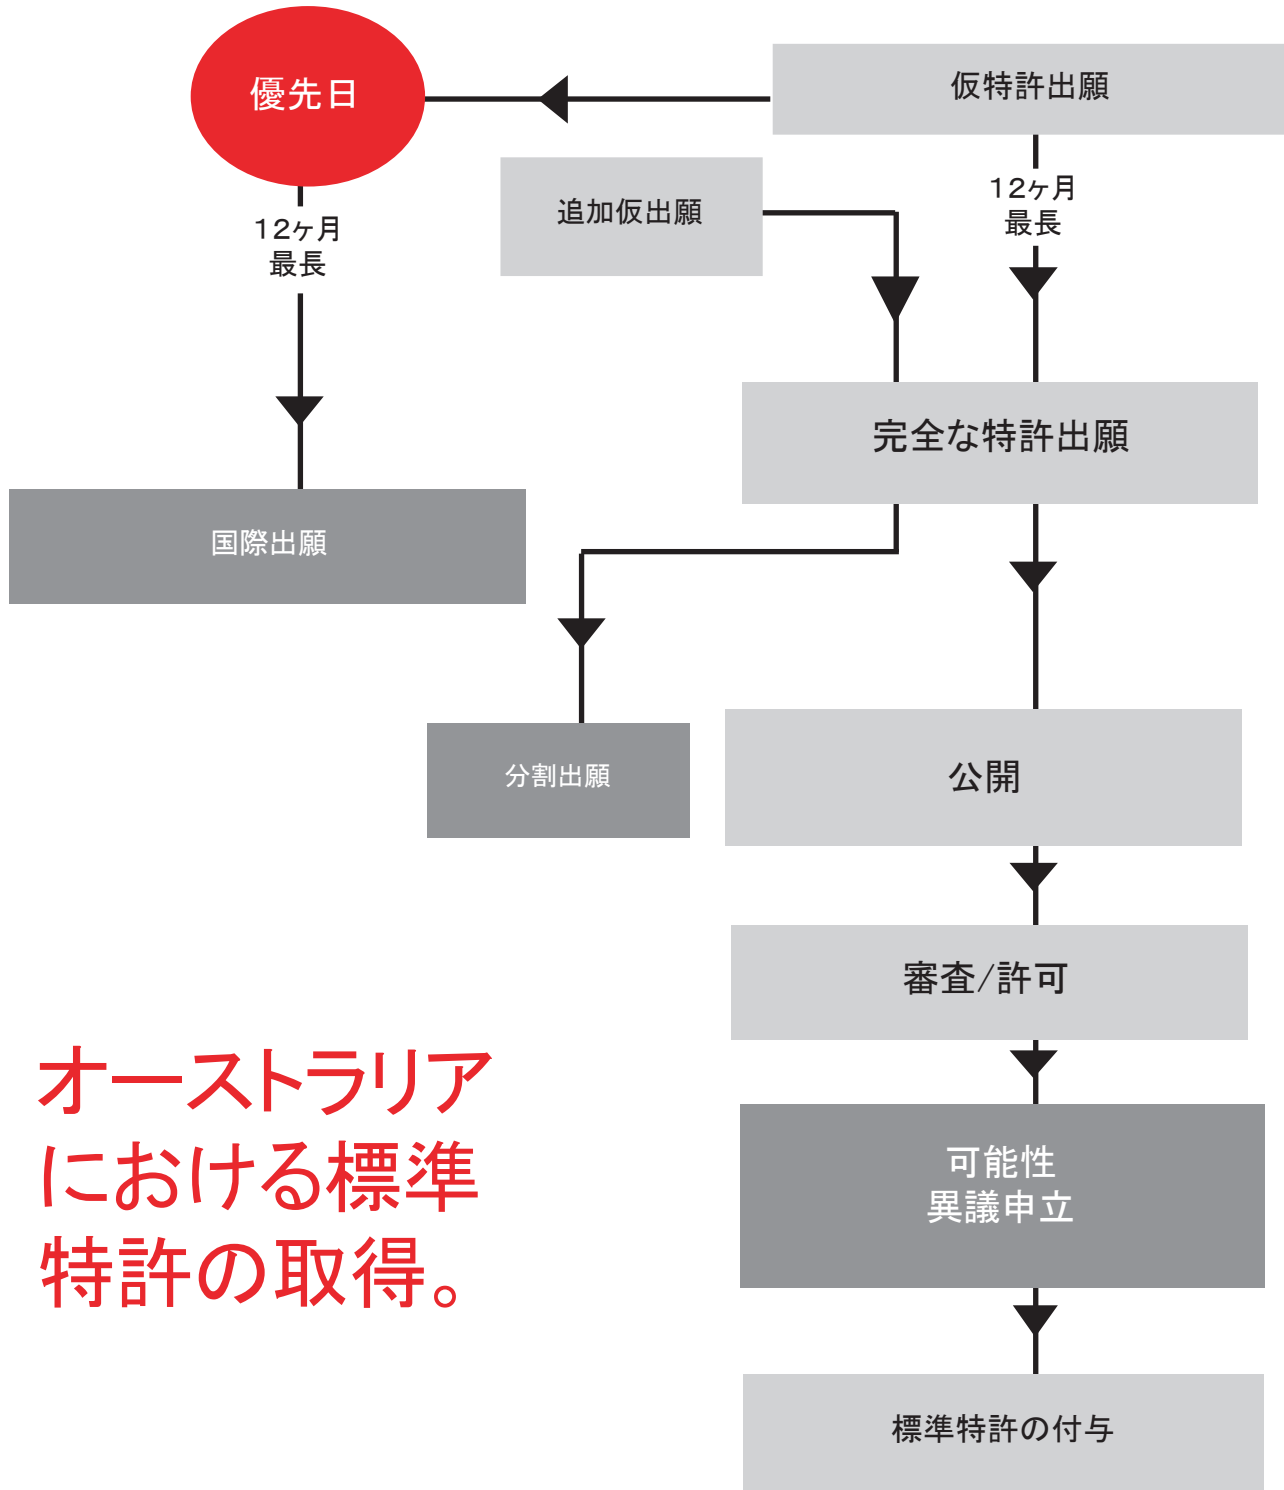 優先日
仮特許出願
12ヶ月
最長
追加仮出願
12ヶ月
最長
完全な特許出願
国際出願
分割出願
公開
審査/許可
オーストラリア
における標準
特許の取得。
可能性
異議申立
標準特許の付与